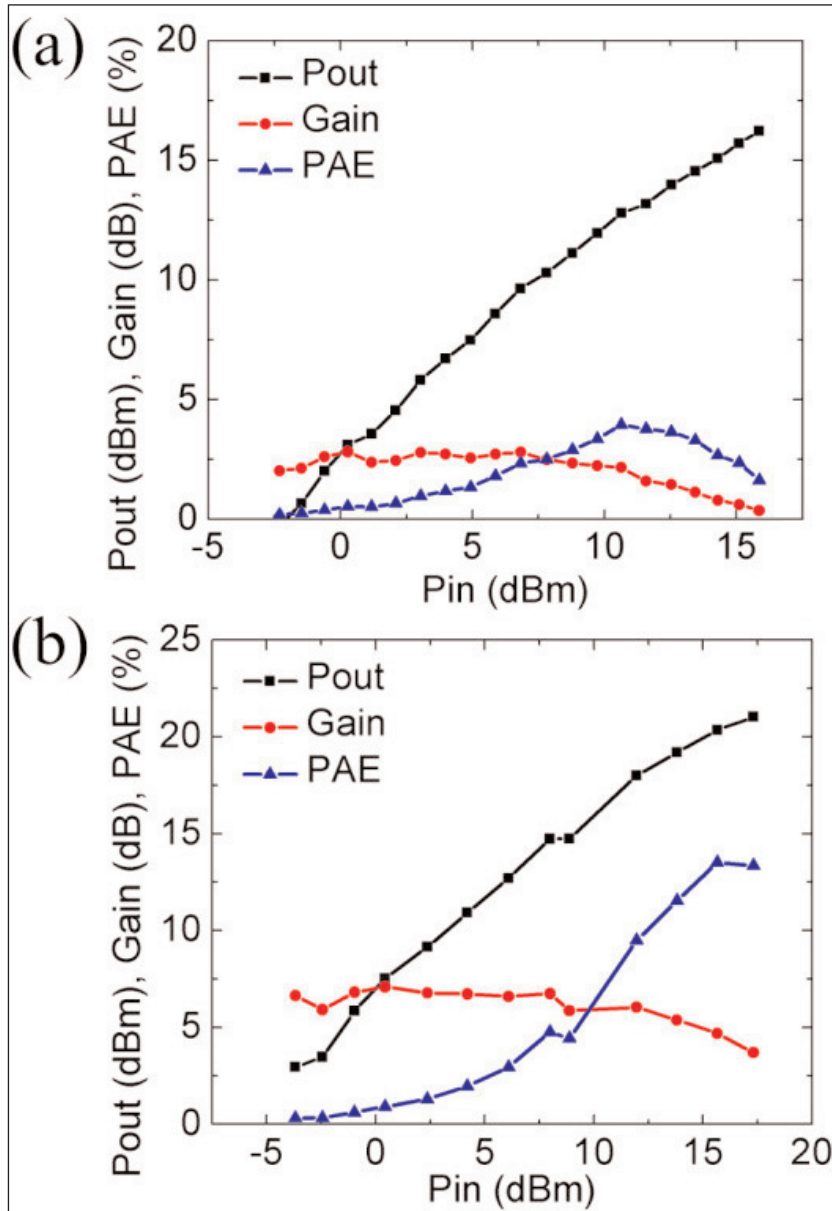 (a)
Pout (dBm), Gain (dB), PAE (%)
20
15
10
5
0
Pout
Gain
PAE
-5 0 5 10 15
Pin (dBm)
(b)
Pout (dBm), Gain (dB), PAE (%)
25
20
15
10
5
0
Pout
Gain
PAE
-5 0 5 10 15 20
Pin (dBm)